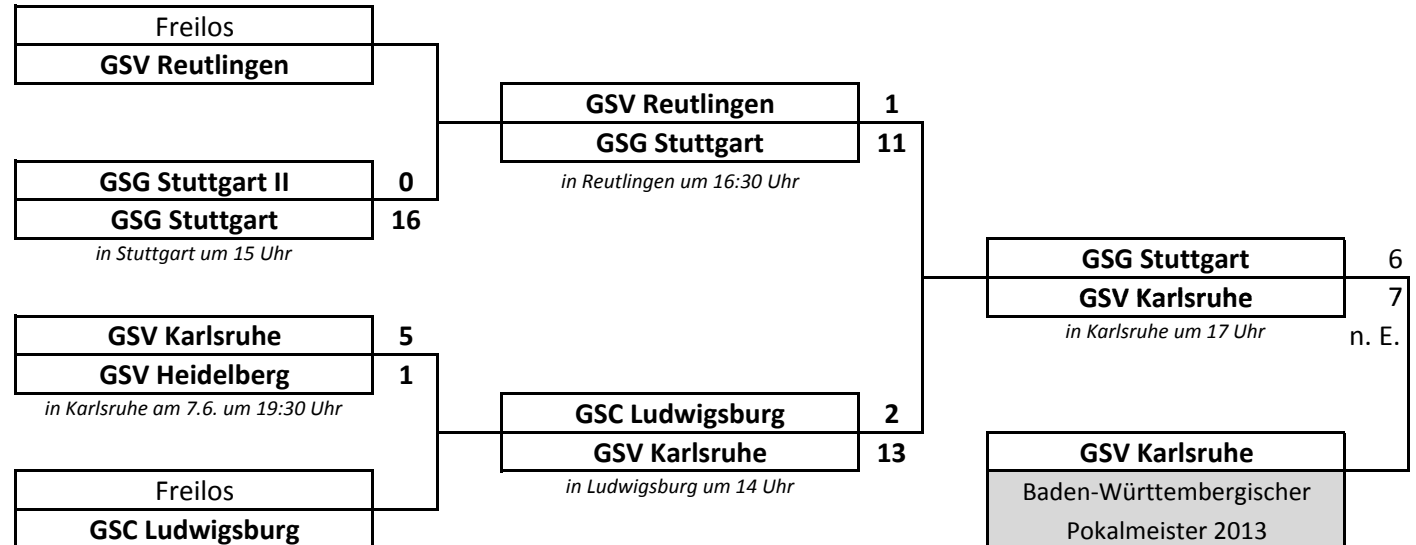 Freilos
GSV Reutlingen
GSG Stuttgart II 0
GSG Stuttgart 16
in Stuttgart um 15 Uhr
GSV Karlsruhe 5
GSV Heidelberg 1
in Karlsruhe am 7.6. um 19:30 Uhr
Freilos
GSC Ludwigsburg
GSV Reutlingen 1
GSG Stuttgart 11
in Reutlingen um 16:30 Uhr
GSC Ludwigsburg 2
GSV Karlsruhe 13
in Ludwigsburg um 14 Uhr
GSG Stuttgart 6
GSV Karlsruhe 7
in Karlsruhe um 17 Uhr n. E.
GSV Karlsruhe
Baden-Württembergischer
Pokalmeister 2013